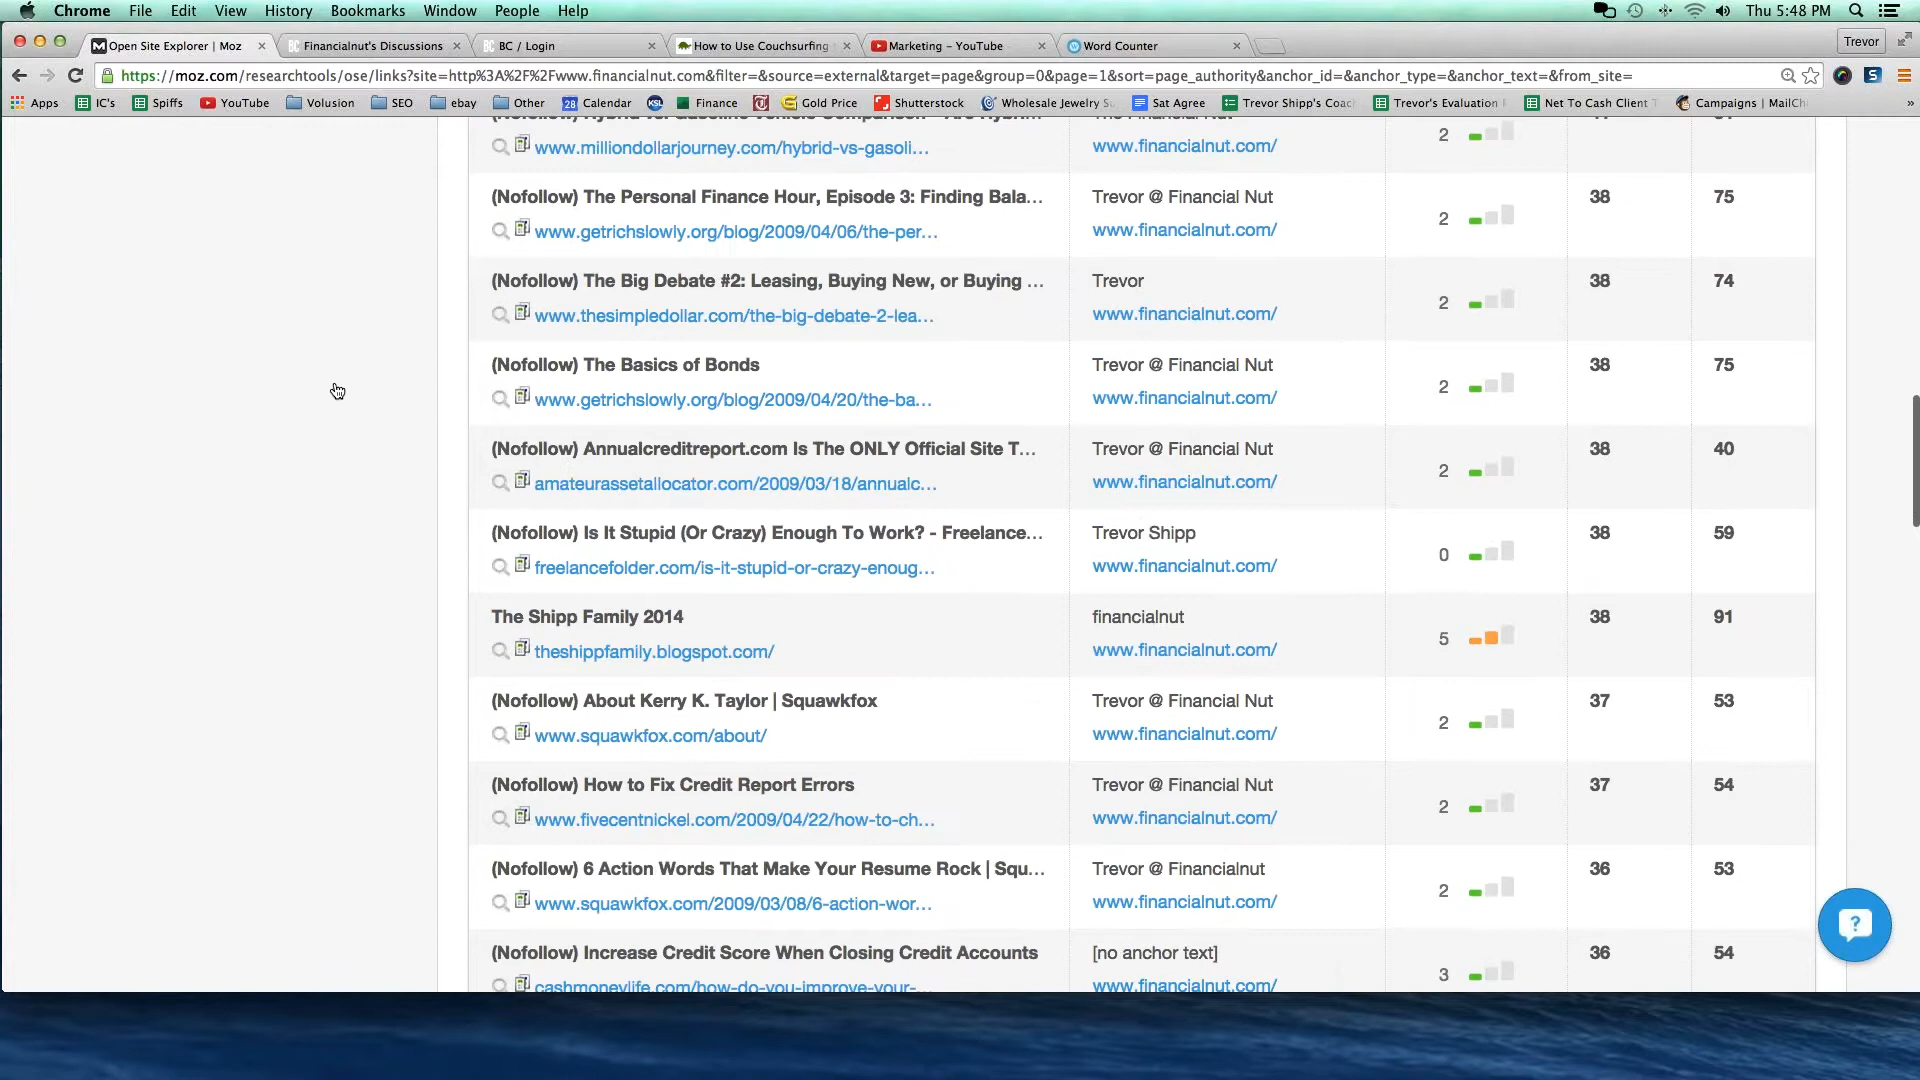 Chrome File Edit View History Bookmarks Window People Help Thu 5:48 PM
Open Site Explorer | Moz Financialnut's Discussions BC / Login How to Use Couchsurfing Marketing - YouTube Word Counter Trevor
https://moz.com/researchtools/ose/links?site=http%3A%2F%2Fwww.financialnut.com&filter=&source=external&target=page&group=0&page=1&sort=page_authority&anchor_id=&anchor_type=&anchor_text=&from_site=
Apps IC's Spiffs YouTube Volusion SEO ebay Other 28 Calendar KSL Finance Gold Price Shutterstock Wholesale Jewelry Su Sat Agree Trevor Shipp's Coac Trevor's Evaluation Net To Cash Client T Campaigns | MailCh »
www.milliondollarjourney.com/hybrid-vs-gasoli... www.financialnut.com/ 2
(Nofollow) The Personal Finance Hour, Episode 3: Finding Bala... Trevor @ Financial Nut 38 75
www.getrichslowly.org/blog/2009/04/06/the-per... www.financialnut.com/ 2
(Nofollow) The Big Debate #2: Leasing, Buying New, or Buying ... Trevor 38 74
www.thesimpledollar.com/the-big-debate-2-lea... www.financialnut.com/ 2
(Nofollow) The Basics of Bonds Trevor @ Financial Nut 38 75
www.getrichslowly.org/blog/2009/04/20/the-ba... www.financialnut.com/ 2
(Nofollow) Annualcreditreport.com Is The ONLY Official Site T... Trevor @ Financial Nut 38 40
amateurassetallocator.com/2009/03/18/annualc... www.financialnut.com/ 2
(Nofollow) Is It Stupid (Or Crazy) Enough To Work? - Freelance... Trevor Shipp 38 59
freelancefolder.com/is-it-stupid-or-crazy-enoug... www.financialnut.com/ 0
The Shipp Family 2014 financialnut 38 91
theshippfamily.blogspot.com/ www.financialnut.com/ 5
(Nofollow) About Kerry K. Taylor | Squawkfox Trevor @ Financial Nut 37 53
www.squawkfox.com/about/ www.financialnut.com/ 2
(Nofollow) How to Fix Credit Report Errors Trevor @ Financial Nut 37 54
www.fivecentnickel.com/2009/04/22/how-to-ch... www.financialnut.com/ 2
(Nofollow) 6 Action Words That Make Your Resume Rock | Squ... Trevor @ Financialnut 36 53
www.squawkfox.com/2009/03/08/6-action-wor... www.financialnut.com/ 2
(Nofollow) Increase Credit Score When Closing Credit Accounts [no anchor text] 36 54
cashmoneylife.com/how-do-you-improve-your-... www.financialnut.com/ 3